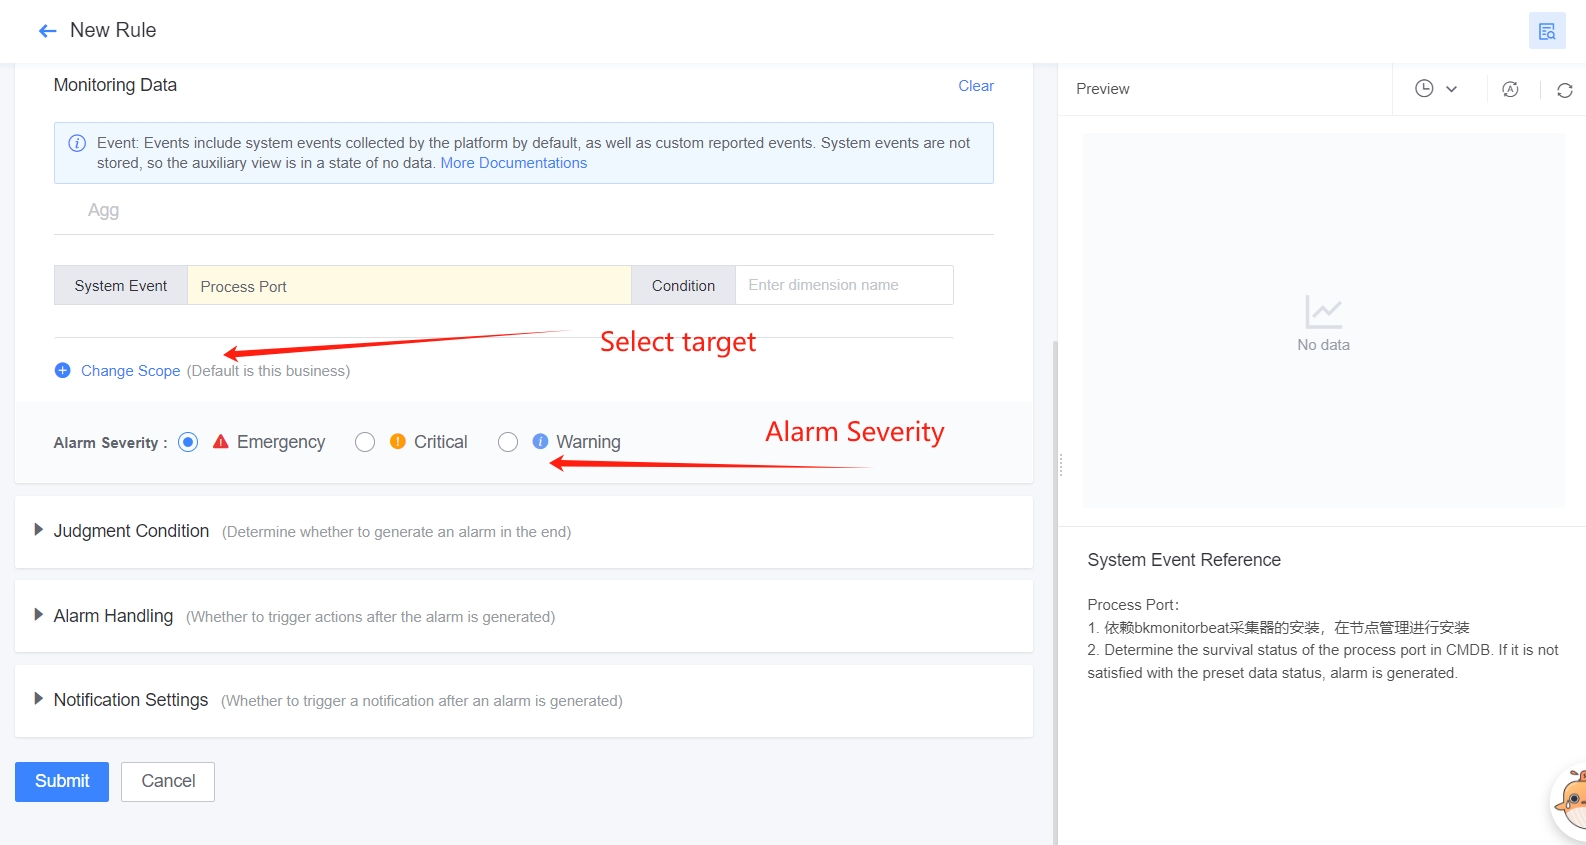 New Rule
Monitoring Data
Clear
Event: Events include system events collected by the platform by default, as well as custom reported events. System events are not
stored, so the auxiliary view is in a state of no data. More Documentations
Agg
System Event
Process Port
Condition
Enter dimension name
Select target
Change Scope (Default is this business)
Alarm Severity
Alarm Severity : Emergency Critical Warning
Judgment Condition (Determine whether to generate an alarm in the end)
Alarm Handling (Whether to trigger actions after the alarm is generated)
Notification Settings (Whether to trigger a notification after an alarm is generated)
Submit
Cancel
Preview
No data
System Event Reference
Process Port：
1. 依赖bkmonitorbeat采集器的安装，在节点管理进行安装
2. Determine the survival status of the process port in CMDB. If it is not
satisfied with the preset data status, alarm is generated.